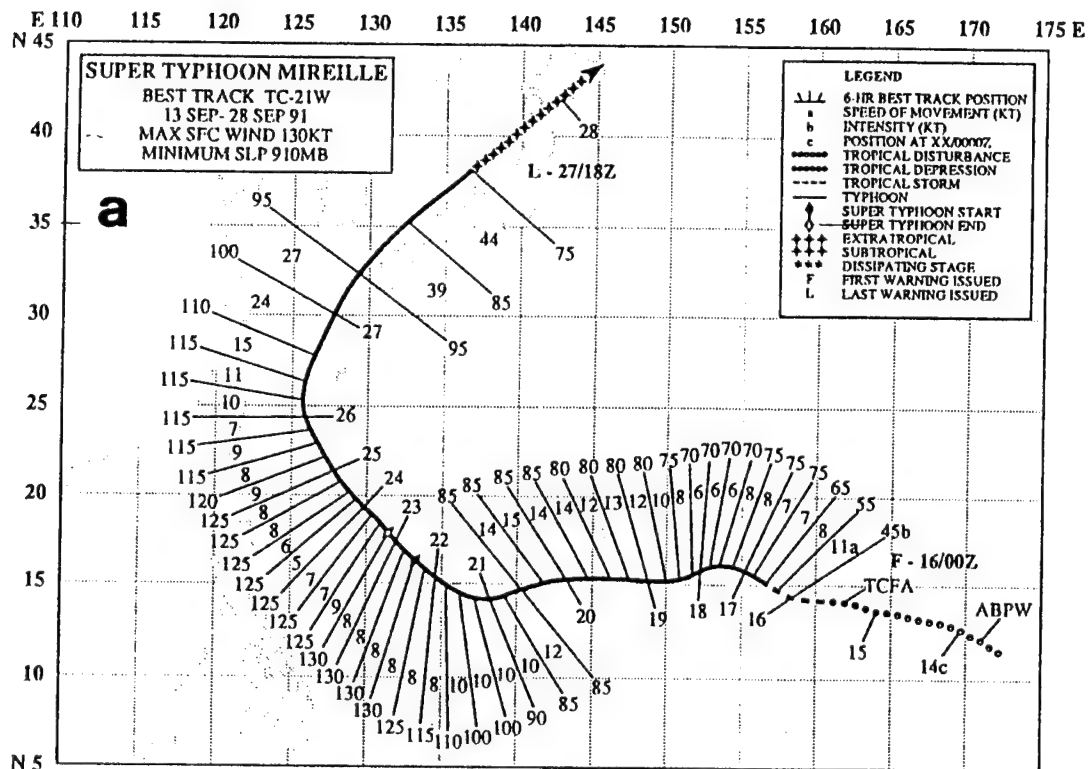 E 110 115 120 125 130 135 140 145 150 155 160 165 170 175 E
N 45
SUPER TYPHOON MIREILLE
BEST TRACK TC-21W
13 SEP- 28 SEP 91
MAX SFC WIND 130KT
MINIMUM SLP 910MB
LEGEND
6-HR BEST TRACK POSITION
a SPEED OF MOVEMENT (KT)
b INTENSITY (KT)
c POSITION AT XX/0000Z
TROPICAL DISTURBANCE
TROPICAL DEPRESSION
TROPICAL STORM
TYPHOON
SUPER TYPHOON START
SUPER TYPHOON END
EXTRATROPICAL
SUBTROPICAL
DISSIPATING STAGE
F FIRST WARNING ISSUED
L LAST WARNING ISSUED
40
28
L - 27/18Z
a
95
35
44
75
27
100
39
85
24
30
27
110
95
15
115
11
115
10
25
26
115
7
115
9
115
8
25
120
9
24
125
8
23
125
8
22
125
6
21
125
5
20
125
7
125
7
125
9
125
8
130
8
130
8
130
8
130
8
125
8
115
10
110
10
100
10
100
10
90
12
85
85
85 85 85 85 80 80 80 80 75 70 70 70 70 75 75 75 65 55 45b
14 14 15 14 14 12 13 12 10 8 6 6 6 8 8 7 7 8 11a
F - 16/00Z
TCFA
ABPW
20 19 18 17 16 15 14c
15
10
N 5